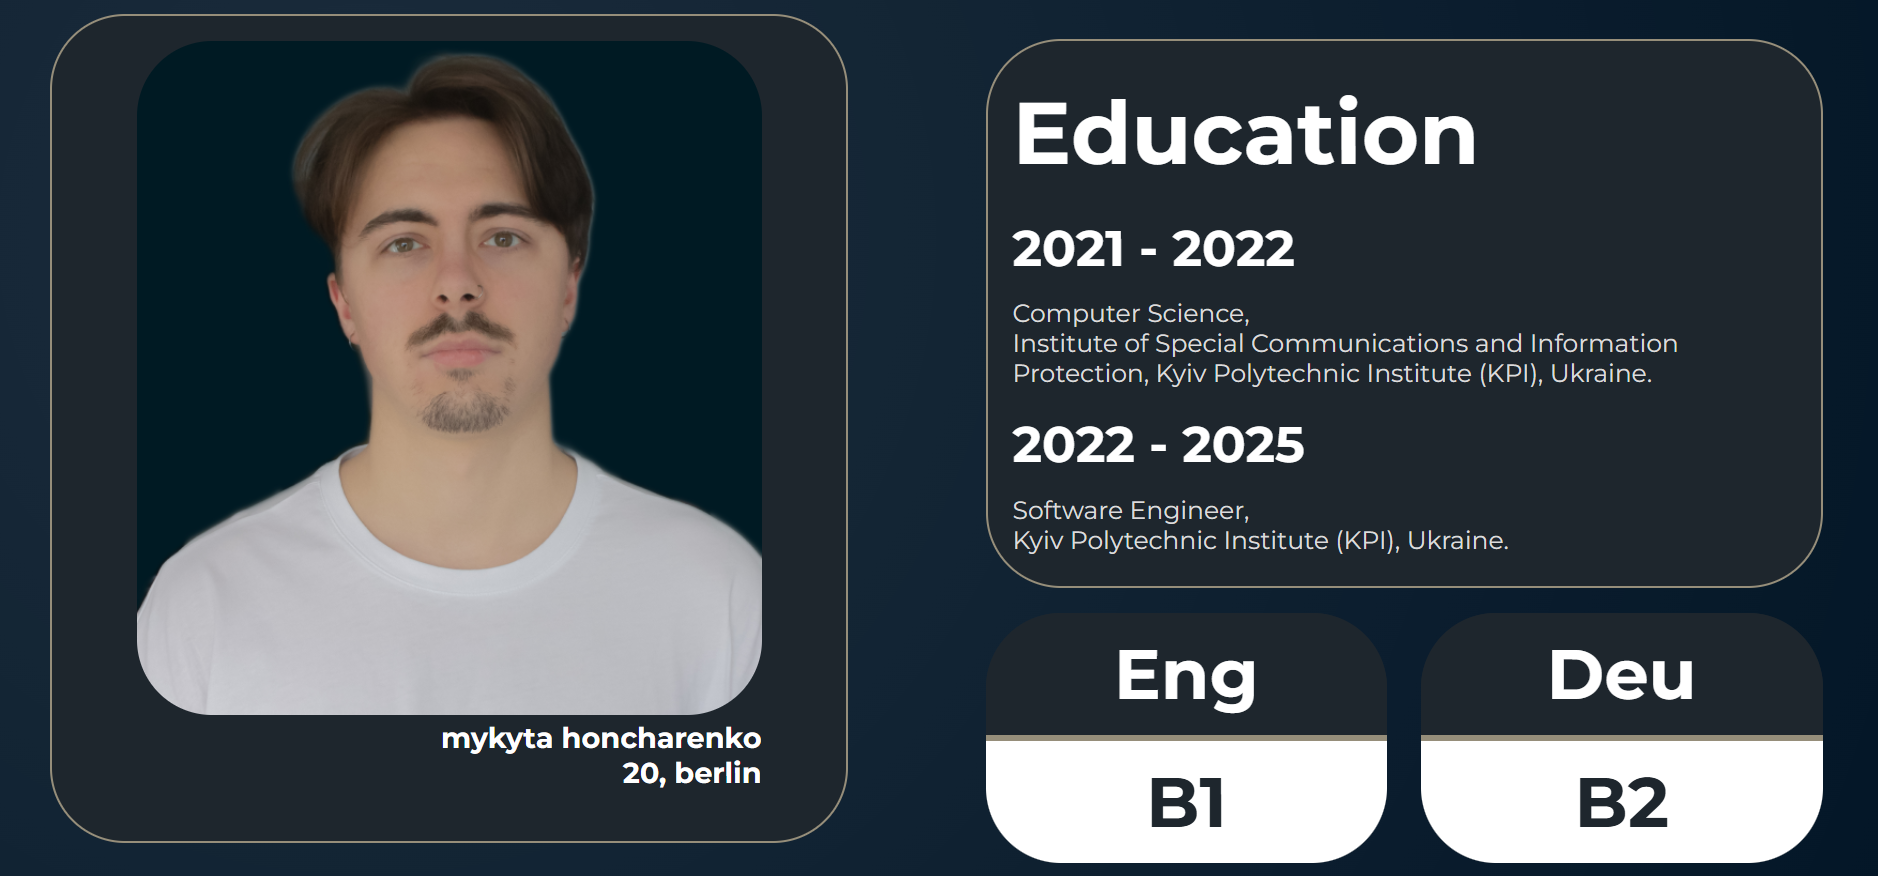 mykyta honcharenko
20, berlin
Education
2021 - 2022
Computer Science,
Institute of Special Communications and Information
Protection, Kyiv Polytechnic Institute (KPI), Ukraine.
2022 - 2025
Software Engineer,
Kyiv Polytechnic Institute (KPI), Ukraine.
Eng
B1
Deu
B2